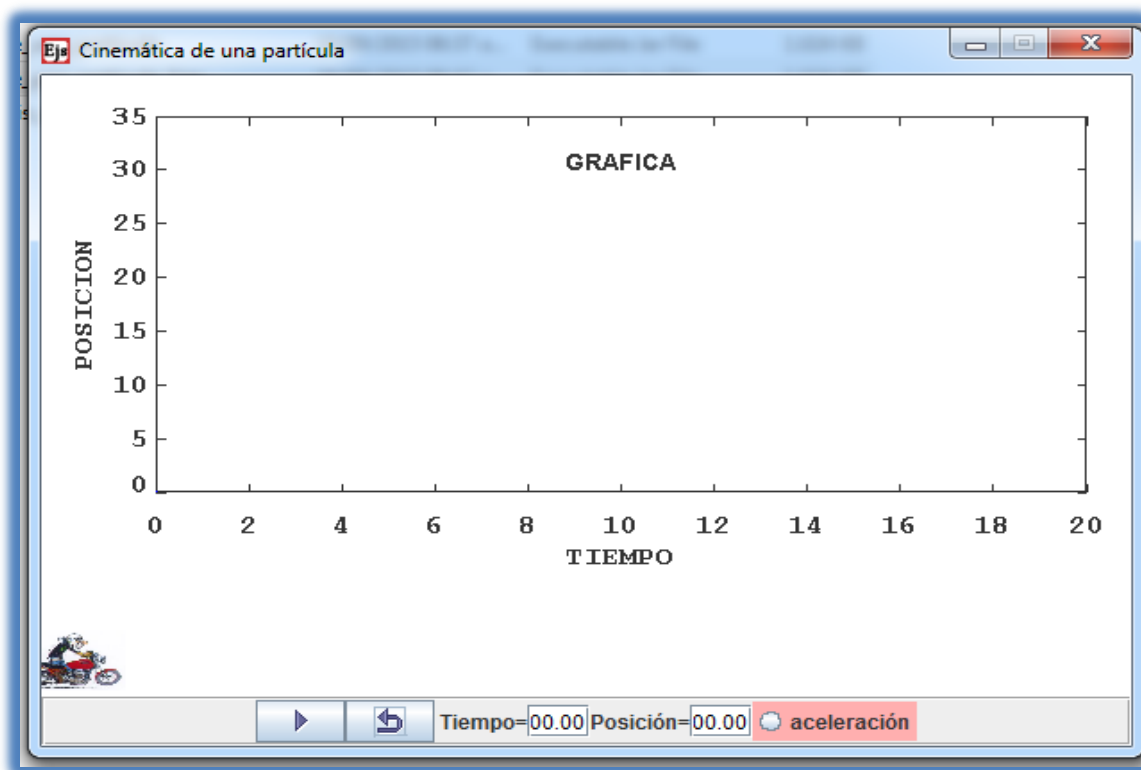 Ejs Cinemática de una partícula
35
GRAFICA
30
25
20
15
10
5
0
POSICION
0 2 4 6 8 10 12 14 16 18 20
TIEMPO
Tiempo=00.00 Posición=00.00 aceleración